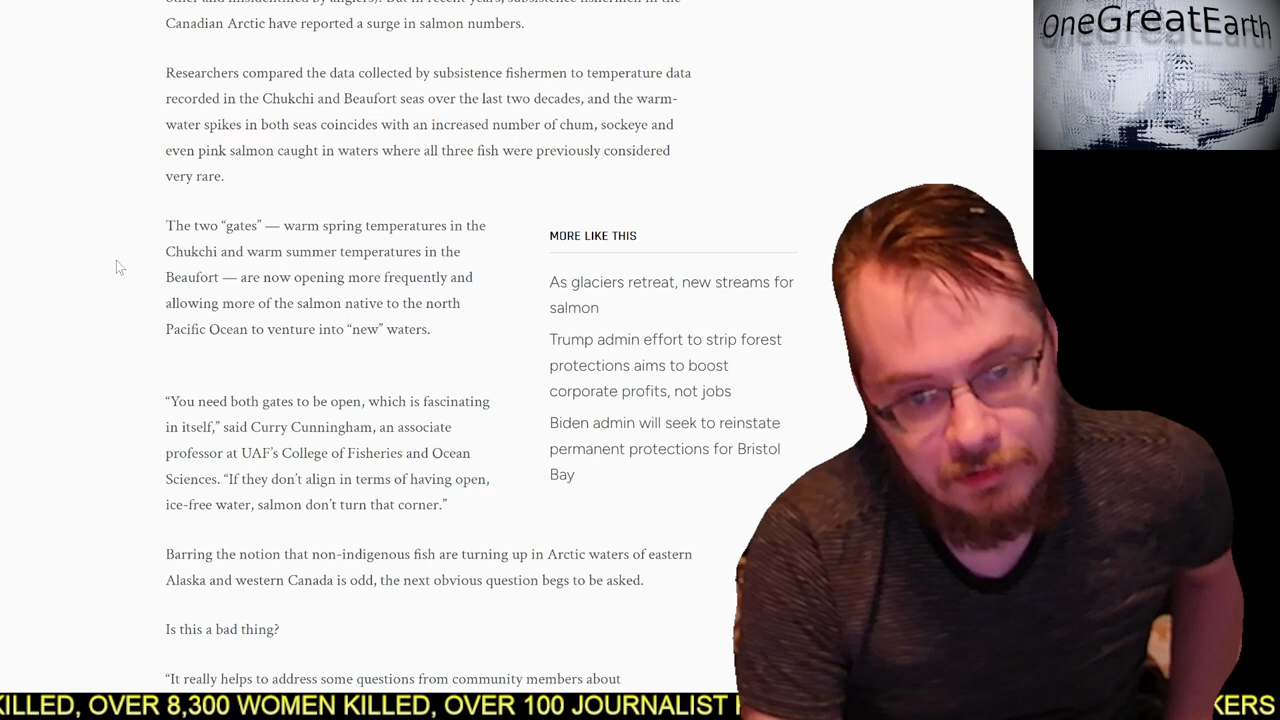 Canadian Arctic have reported a surge in salmon numbers.
Researchers compared the data collected by subsistence fishermen to temperature data
recorded in the Chukchi and Beaufort seas over the last two decades, and the warm-
water spikes in both seas coincides with an increased number of chum, sockeye and
even pink salmon caught in waters where all three fish were previously considered
very rare.
The two “gates” — warm spring temperatures in the
Chukchi and warm summer temperatures in the
Beaufort — are now opening more frequently and
allowing more of the salmon native to the north
Pacific Ocean to venture into “new” waters.
“You need both gates to be open, which is fascinating
in itself,” said Curry Cunningham, an associate
professor at UAF’s College of Fisheries and Ocean
Sciences. “If they don’t align in terms of having open,
ice-free water, salmon don’t turn that corner.”
MORE LIKE THIS
As glaciers retreat, new streams for
salmon
Trump admin effort to strip forest
protections aims to boost
corporate profits, not jobs
Biden admin will seek to reinstate
permanent protections for Bristol
Bay
Barring the notion that non-indigenous fish are turning up in Arctic waters of eastern
Alaska and western Canada is odd, the next obvious question begs to be asked.
Is this a bad thing?
“It really helps to address some questions from community members about
OneGreatEarth
KILLED, OVER 8,300 WOMEN KILLED, OVER 100 JOURNALIST KERS